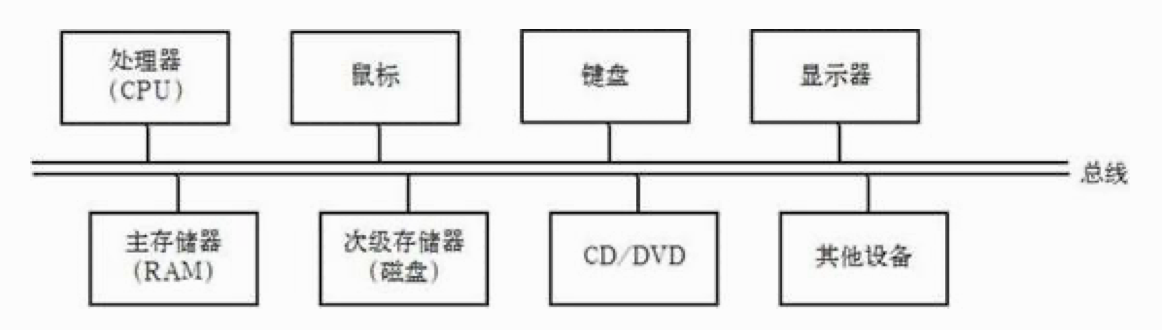 处理器
(CPU)
鼠标
键盘
显示器
总线
主存储器
(RAM)
次级存储器
(磁盘)
CD/DVD
其他设备